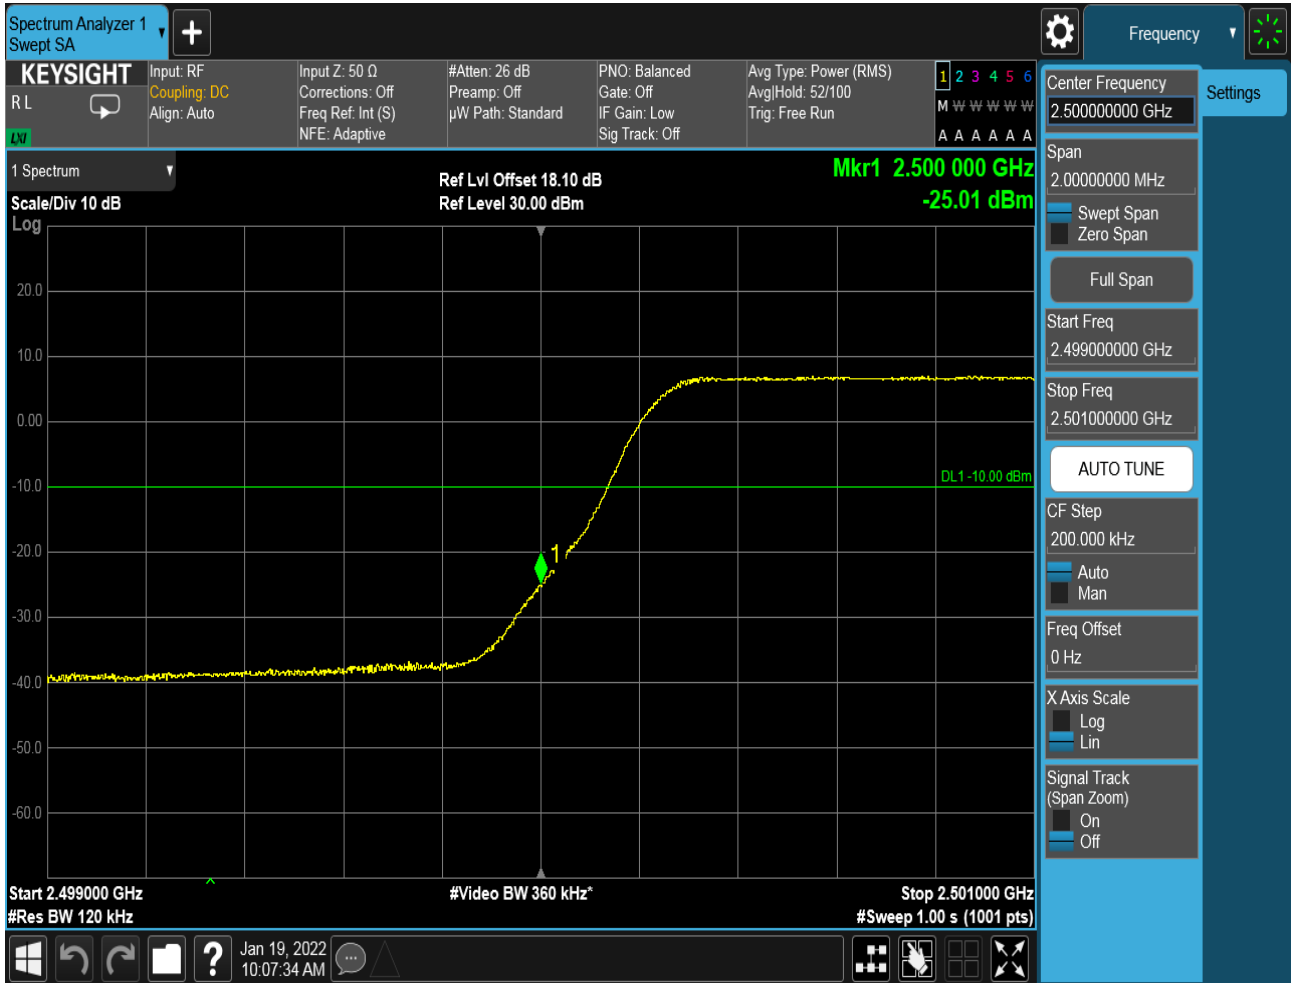 Spectrum Analyzer 1
Swept SA
Frequency
KEYSIGHT
R L
LXI
Input: RF
Coupling: DC
Align: Auto
Input Z: 50 Ω
Corrections: Off
Freq Ref: Int (S)
NFE: Adaptive
#Atten: 26 dB
Preamp: Off
µW Path: Standard
PNO: Balanced
Gate: Off
IF Gain: Low
Sig Track: Off
Avg Type: Power (RMS)
Avg|Hold: 52/100
Trig: Free Run
1 2 3 4 5 6
M W W W W W
A A A A A A
1 Spectrum
Scale/Div 10 dB
Log
Ref Lvl Offset 18.10 dB
Ref Level 30.00 dBm
Mkr1 2.500 000 GHz
-25.01 dBm
20.0
10.0
0.00
-10.0
-20.0
-30.0
-40.0
-50.0
-60.0
DL1 -10.00 dBm
1
Start 2.499000 GHz
#Res BW 120 kHz
#Video BW 360 kHz*
Stop 2.501000 GHz
#Sweep 1.00 s (1001 pts)
Jan 19, 2022
10:07:34 AM
Center Frequency
2.500000000 GHz
Settings
Span
2.00000000 MHz
Swept Span
Zero Span
Full Span
Start Freq
2.499000000 GHz
Stop Freq
2.501000000 GHz
AUTO TUNE
CF Step
200.000 kHz
Auto
Man
Freq Offset
0 Hz
X Axis Scale
Log
Lin
Signal Track
(Span Zoom)
On
Off